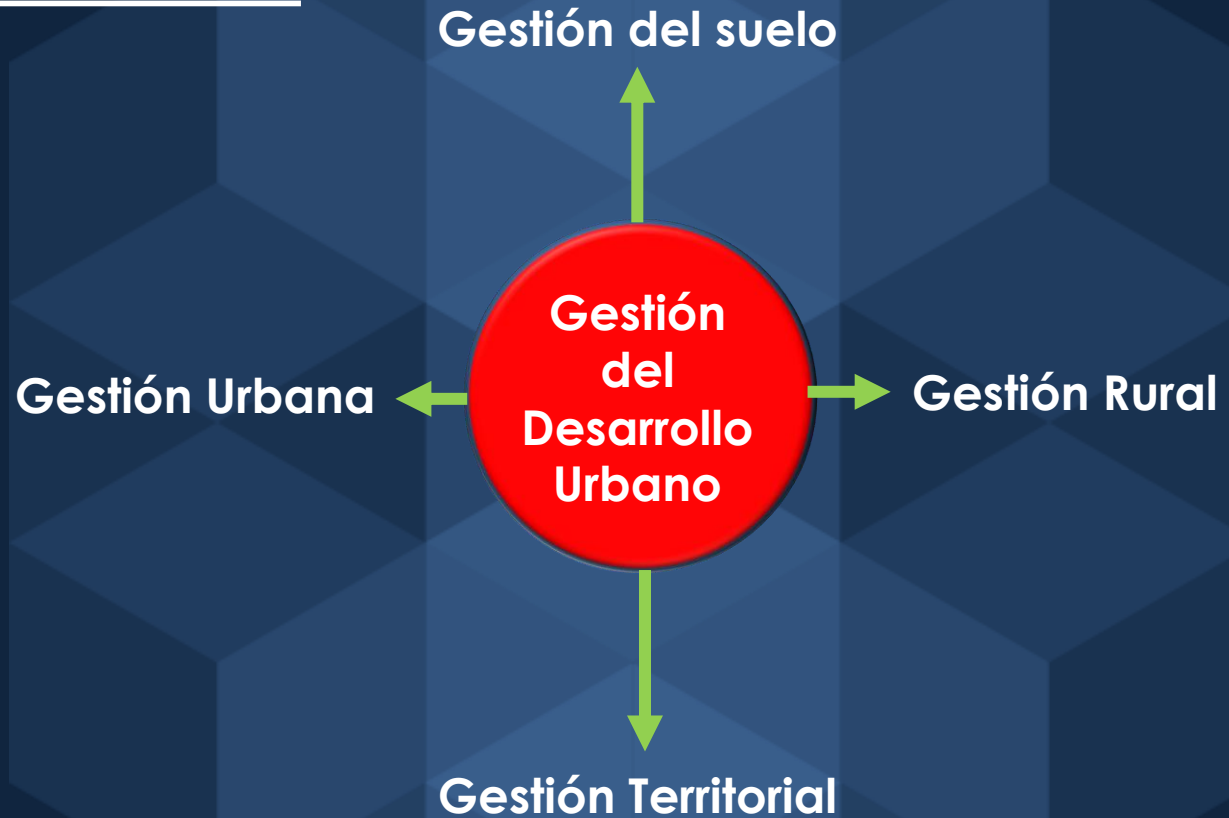 Gestión del suelo
Gestión
del
Desarrollo
Urbano
Gestión Urbana
Gestión Rural
Gestión Territorial